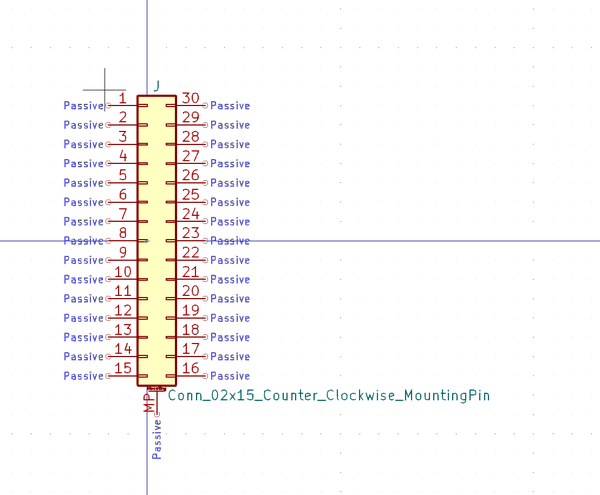 J
Passive 1 30 Passive
Passive 2 29 Passive
Passive 3 28 Passive
Passive 4 27 Passive
Passive 5 26 Passive
Passive 6 25 Passive
Passive 7 24 Passive
Passive 8 23 Passive
Passive 9 22 Passive
Passive 10 21 Passive
Passive 11 20 Passive
Passive 12 19 Passive
Passive 13 18 Passive
Passive 14 17 Passive
Passive 15 16 Passive
Conn_02x15_Counter_Clockwise_MountingPin
MP
Passive